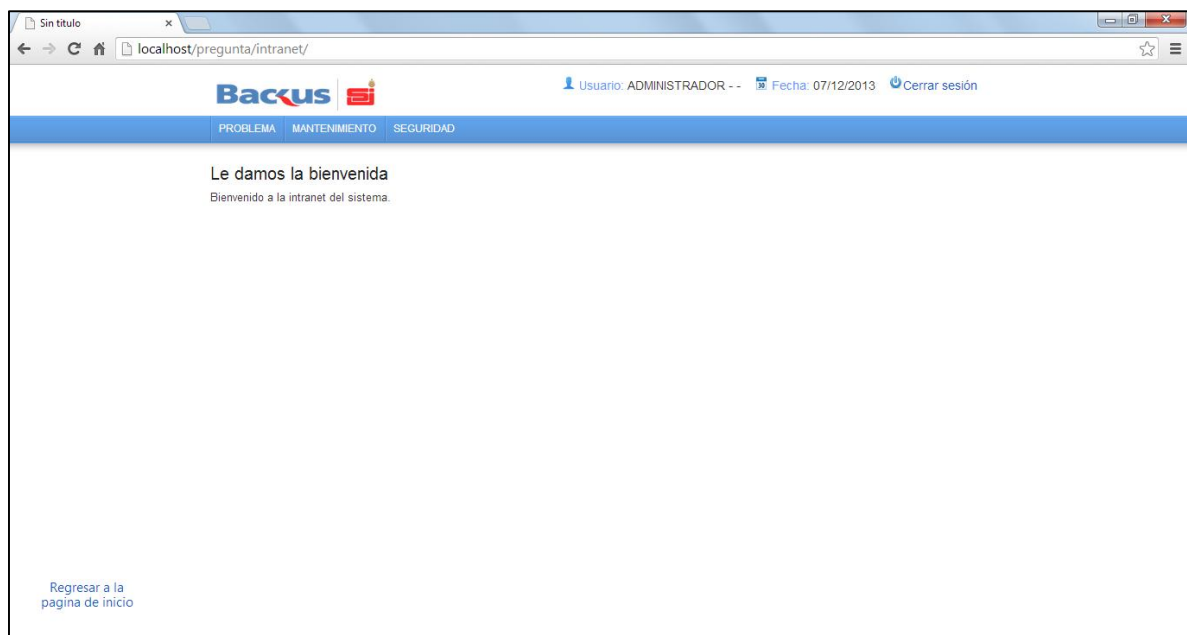 Sin título
localhost/pregunta/intranet/
Backus SI
Usuario: ADMINISTRADOR - - Fecha: 07/12/2013 Cerrar sesión
PROBLEMA MANTENIMIENTO SEGURIDAD
Le damos la bienvenida
Bienvenido a la intranet del sistema.
Regresar a la
pagina de inicio